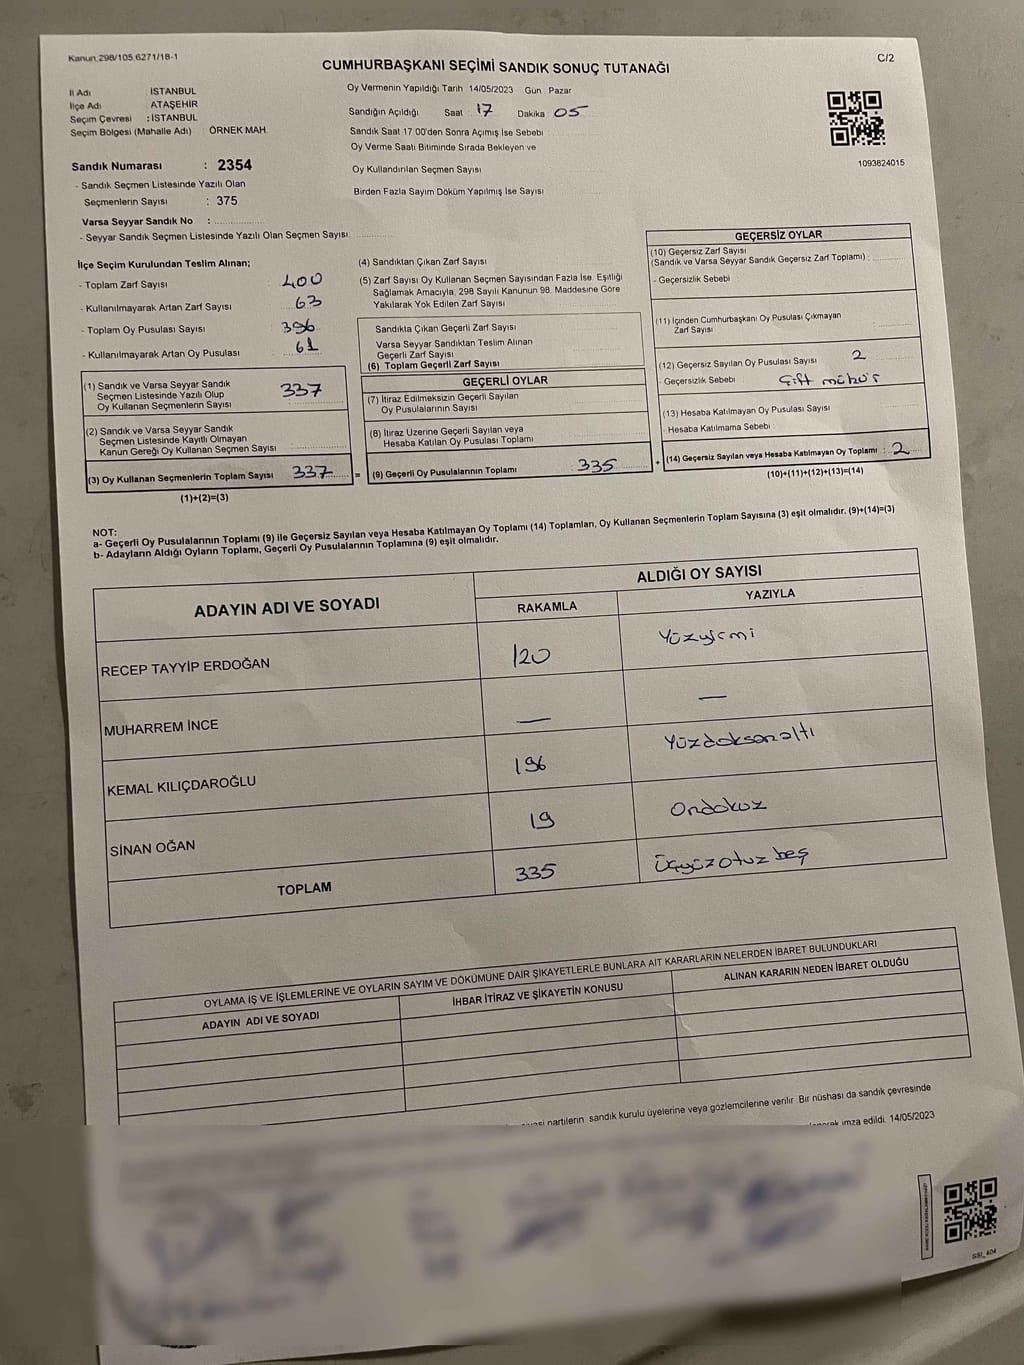 Kanun, 298/105,6271/18-1
C/2
CUMHURBAŞKANI SEÇİMİ SANDIK SONUÇ TUTANAĞI
İl Adı : İSTANBUL
İlçe Adı : ATAŞEHİR
Seçim Çevresi : İSTANBUL
Seçim Bölgesi (Mahalle Adı) : ÖRNEK MAH.
Oy Vermenin Yapıldığı Tarih 14/05/2023 Gün Pazar
Sandığın Açıldığı Saat 17 Dakika 05
Sandık Saat 17:00'den Sonra Açımış İse Sebebi
Oy Verme Saati Bitiminde Sırada Bekleyen ve
Oy Kullandırılan Seçmen Sayısı
Birden Fazla Sayım Döküm Yapılmış İse Sayısı
1093824015
Sandık Numarası : 2354
- Sandık Seçmen Listesinde Yazılı Olan
Seçmenlerin Sayısı : 375
Varsa Seyyar Sandık No :
- Seyyar Sandık Seçmen Listesinde Yazılı Olan Seçmen Sayısı:
İlçe Seçim Kurulundan Teslim Alınan;
- Toplam Zarf Sayısı 400
- Kullanılmayarak Artan Zarf Sayısı 63
- Toplam Oy Pusulası Sayısı 396
- Kullanılmayarak Artan Oy Pusulası 61
(1) Sandık ve Varsa Seyyar Sandık
Seçmen Listesinde Yazılı Olup
Oy Kullanan Seçmenlerin Sayısı 337
(2) Sandık ve Varsa Seyyar Sandık
Seçmen Listesinde Kayıtlı Olmayan
Kanun Gereği Oy Kullanan Seçmen Sayısı
(3) Oy Kullanan Seçmenlerin Toplam Sayısı 337 =
(1)+(2)=(3)
(4) Sandıktan Çıkan Zarf Sayısı
(5) Zarf Sayısı Oy Kullanan Seçmen Sayısından Fazla İse, Eşitliği
Sağlamak Amacıyla, 298 Sayılı Kanunun 98. Maddesine Göre
Yakılarak Yok Edilen Zarf Sayısı
Sandıkta Çıkan Geçerli Zarf Sayısı
Varsa Seyyar Sandıktan Teslim Alınan
Geçerli Zarf Sayısı
(6) Toplam Geçerli Zarf Sayısı
GEÇERLİ OYLAR
(7) İtiraz Edilmeksizin Geçerli Sayılan
Oy Pusulalarının Sayısı
(8) İtiraz Üzerine Geçerli Sayılan veya
Hesaba Katılan Oy Pusulası Toplamı
(9) Geçerli Oy Pusulalarının Toplamı : 335 +
GEÇERSİZ OYLAR
(10) Geçersiz Zarf Sayısı
(Sandık ve Varsa Seyyar Sandık Geçersiz Zarf Toplamı) :
- Geçersizlik Sebebi
(11) İçinden Cumhurbaşkanı Oy Pusulası Çıkmayan
Zarf Sayısı :
(12) Geçersiz Sayılan Oy Pusulası Sayısı : 2
- Geçersizlik Sebebi Çift mühür
(13) Hesaba Katılmayan Oy Pusulası Sayısı
- Hesaba Katılmama Sebebi
(14) Geçersiz Sayılan veya Hesaba Katılmayan Oy Toplamı : 2
(10)+(11)+(12)+(13)=(14)
NOT:
a- Geçerli Oy Pusulalarının Toplamı (9) ile Geçersiz Sayılan veya Hesaba Katılmayan Oy Toplamı (14) Toplamları, Oy Kullanan Seçmenlerin Toplam Sayısına (3) eşit olmalıdır. (9)+(14)=(3)
b- Adayların Aldığı Oyların Toplamı, Geçerli Oy Pusulalarının Toplamına (9) eşit olmalıdır.
ADAYIN ADI VE SOYADI
ALDIĞI OY SAYISI
RAKAMLA YAZIYLA
RECEP TAYYİP ERDOĞAN 120 Yüzyirmi
MUHARREM İNCE — —
KEMAL KILIÇDAROĞLU 196 Yüzdoksanaltı
SİNAN OĞAN 19 Ondokuz
TOPLAM 335 Üçyüzotuz beş
OYLAMA İŞ VE İŞLEMLERİNE VE OYLARIN SAYIM VE DÖKÜMÜNE DAİR ŞİKAYETLERLE BUNLARA AİT KARARLARIN NELERDEN İBARET BULUNDUKLARI
ADAYIN ADI VE SOYADI İHBAR İTİRAZ VE ŞİKAYETİN KONUSU ALINAN KARARIN NEDEN İBARET OLDUĞU
partilerin sandık kurulu üyelerine veya gözlemcilerine verilir. Bir nüshası da sandık çevresinde
imza edildi. 14/05/2023
SSI_404